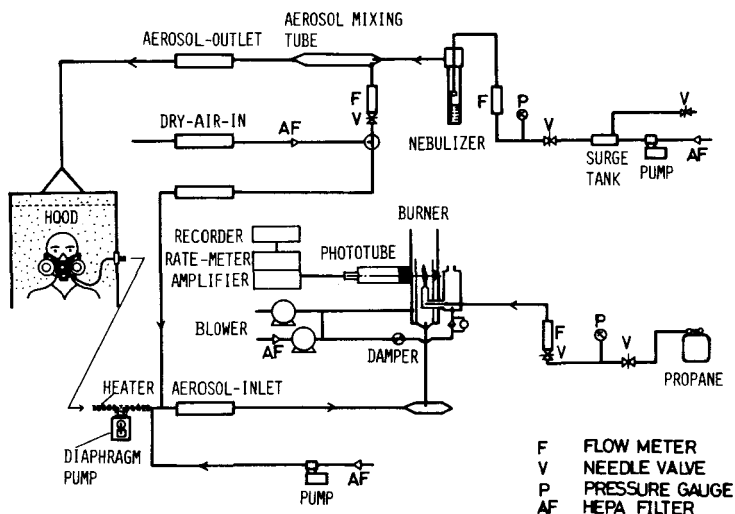 AEROSOL MIXING
TUBE
AEROSOL-OUTLET
F
V
DRY-AIR-IN
AF
NEBULIZER
F
P
V
V
SURGE
TANK
PUMP
AF
HOOD
RECORDER
RATE-METER
AMPLIFIER
PHOTOTUBE
BURNER
BLOWER
AF
DAMPER
F
V
P
V
PROPANE
HEATER
AEROSOL-INLET
DIAPHRAGM
PUMP
PUMP
AF
F FLOW METER
V NEEDLE VALVE
P PRESSURE GAUGE
AF HEPA FILTER